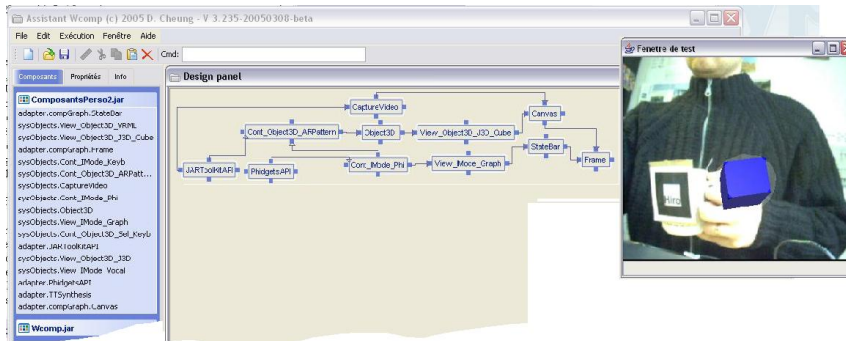 Assistant Wcomp (c) 2005 D. Cheung - V 3.235-20050308-beta
File Edit Exécution Fenêtre Aide
Cmd:
Composants Propriétés Info
ComposantsPerso2.jar
adapter.compGraph.StateBar
sysObjects.View_Object3D_VRML
sysObjects.View_Object3D_J3D_Cube
adapter.compGraph.Frame
sysObjects.Cont_IMode_Keyb
sysObjects.Cont_Object3D_ARPatt...
sysObjects.CaptureVideo
sysObjects.Cont_IMode_Phi
sysObjects.Object3D
sysObjects.View_IMode_Graph
sysObjects.Cont_Object3D_Sel_Keyb
adapter.JARToolKitAPI
sysObjects.View_Object3D_J3D
sysObjects.View_IMode_Vocal
adapter.PhidgetsAPI
adapter.TTSynthesis
adapter.compGraph.Canvas
Wcomp.jar
Design panel
CaptureVideo
Canvas
Cont_Object3D_ARPattern
Object3D
View_Object_3D_J3D_Cube
StateBar
JARToolKitAPI
PhidgetsAPI
Cont_IMode_Phi
View_IMode_Graph
Frame
Fenetre de test
Hiro